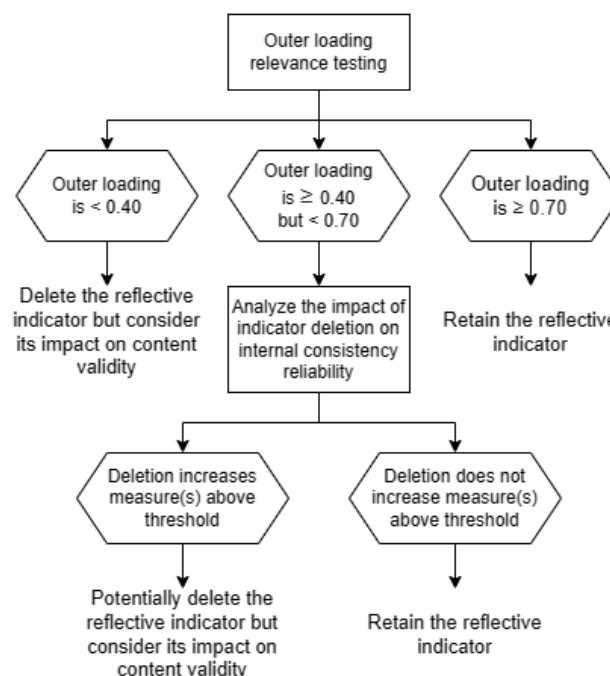 Outer loading
relevance testing
Outer loading
is < 0.40
Outer loading
is ≥ 0.40
but < 0.70
Outer loading
is ≥ 0.70
Delete the reflective
indicator but consider
its impact on content
validity
Analyze the impact of
indicator deletion on
internal consistency
reliability
Retain the reflective
indicator
Deletion increases
measure(s) above
threshold
Deletion does not
increase measure(s)
above threshold
Potentially delete the
reflective indicator but
consider its impact on
content validity
Retain the reflective
indicator